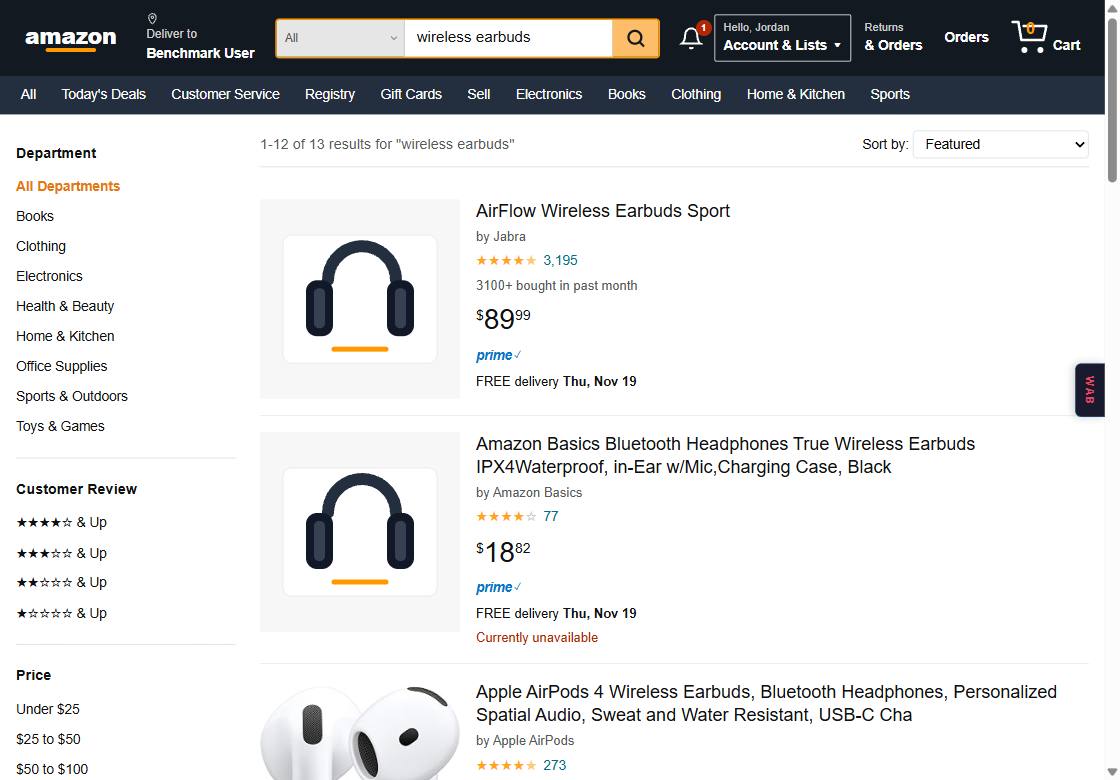 amazon
Deliver to
Benchmark User
All
wireless earbuds
1
Hello, Jordan
Account & Lists
Returns
& Orders
Orders
0
Cart
All
Today's Deals
Customer Service
Registry
Gift Cards
Sell
Electronics
Books
Clothing
Home & Kitchen
Sports
Department
All Departments
Books
Clothing
Electronics
Health & Beauty
Home & Kitchen
Office Supplies
Sports & Outdoors
Toys & Games
Customer Review
★★★★☆ & Up
★★★☆☆ & Up
★★☆☆☆ & Up
★☆☆☆☆ & Up
Price
Under $25
$25 to $50
$50 to $100
1-12 of 13 results for "wireless earbuds"
Sort by: Featured
AirFlow Wireless Earbuds Sport
by Jabra
3,195
3100+ bought in past month
$89 99
prime✓
FREE delivery Thu, Nov 19
Amazon Basics Bluetooth Headphones True Wireless Earbuds
IPX4Waterproof, in-Ear w/Mic,Charging Case, Black
by Amazon Basics
77
$18 82
prime✓
FREE delivery Thu, Nov 19
Currently unavailable
Apple AirPods 4 Wireless Earbuds, Bluetooth Headphones, Personalized
Spatial Audio, Sweat and Water Resistant, USB-C Cha
by Apple AirPods
273
WAB